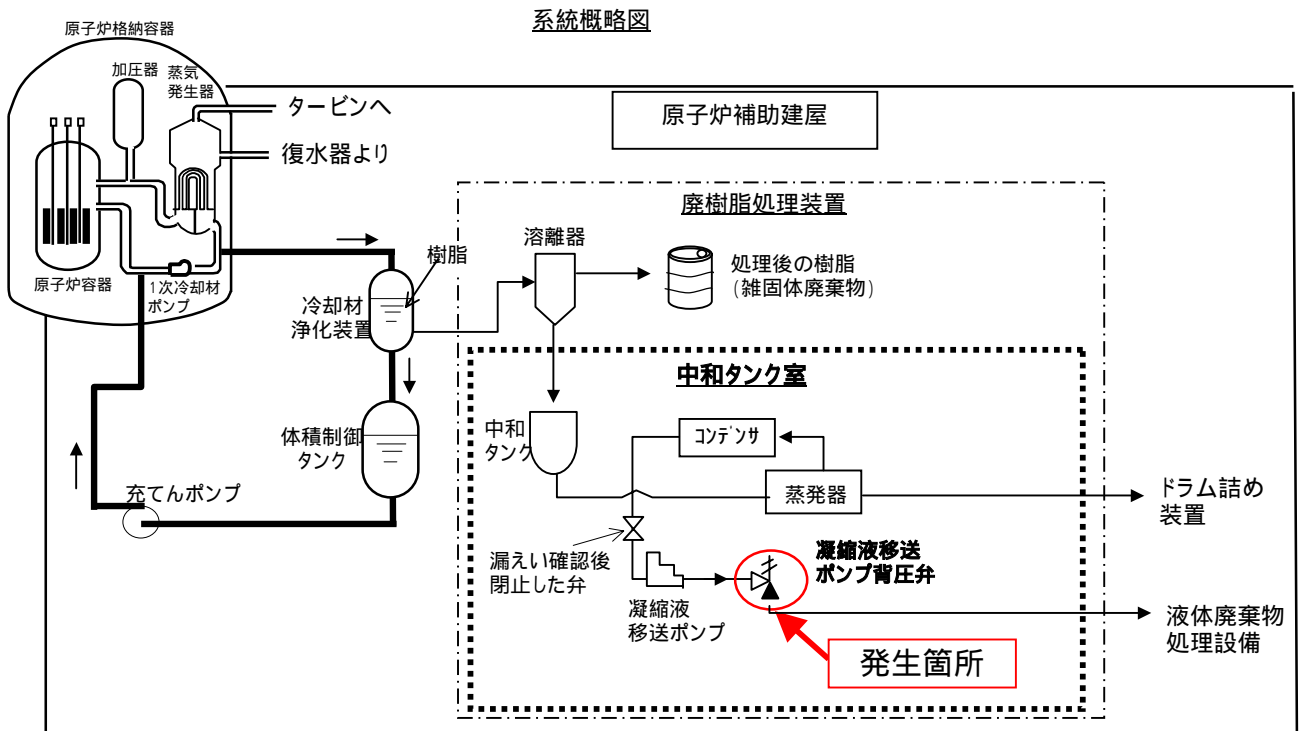 系統概略図
原子炉格納容器
加圧器
蒸気
発生器
タービンへ
復水器より
原子炉容器
1次冷却材
ポンプ
原子炉補助建屋
廃樹脂処理装置
樹脂
溶離器
処理後の樹脂
(雑固体廃棄物)
冷却材
浄化装置
中和タンク室
体積制御
タンク
中和
タンク
コンデンサ
蒸発器
ドラム詰め
装置
充てんポンプ
漏えい確認後
閉止した弁
凝縮液移送
ポンプ背圧弁
凝縮液
移送ポンプ
液体廃棄物
処理設備
発生箇所